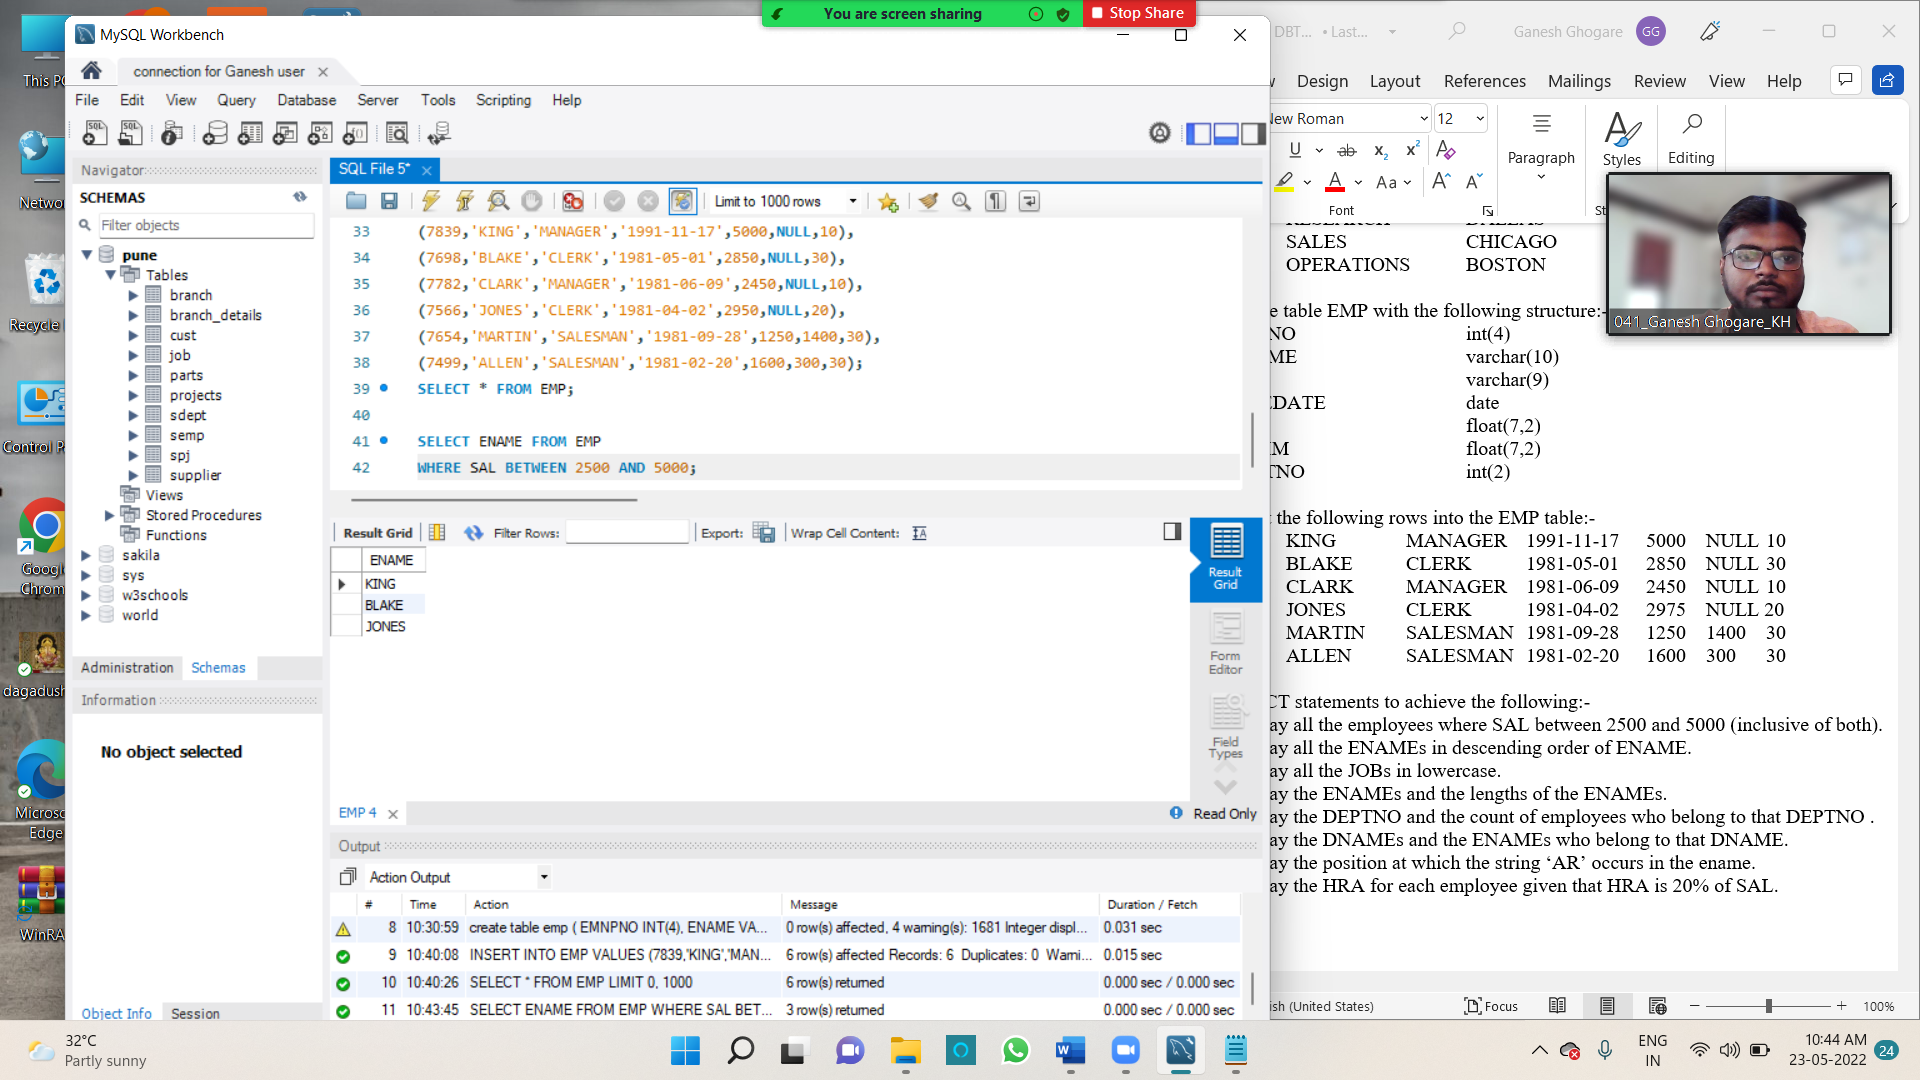 You are screen sharing
Stop Share
MySQL Workbench
connection for Ganesh user
File Edit View Query Database Server Tools Scripting Help
Navigator
SCHEMAS
Filter objects
pune
Tables
branch
branch_details
cust
job
parts
projects
sdept
semp
spj
supplier
Views
Stored Procedures
Functions
sakila
sys
w3schools
world
Administration Schemas
Information
No object selected
Object Info Session
SQL File 5*
Limit to 1000 rows
33 (7839,'KING','MANAGER','1991-11-17',5000,NULL,10),
34 (7698,'BLAKE','CLERK','1981-05-01',2850,NULL,30),
35 (7782,'CLARK','MANAGER','1981-06-09',2450,NULL,10),
36 (7566,'JONES','CLERK','1981-04-02',2950,NULL,20),
37 (7654,'MARTIN','SALESMAN','1981-09-28',1250,1400,30),
38 (7499,'ALLEN','SALESMAN','1981-02-20',1600,300,30);
39 SELECT * FROM EMP;
40
41 SELECT ENAME FROM EMP
42 WHERE SAL BETWEEN 2500 AND 5000;
Result Grid Filter Rows: Export: Wrap Cell Content:
ENAME
KING
BLAKE
JONES
Result Grid
Form Editor
Field Types
EMP 4
Read Only
Output
Action Output
# Time Action Message Duration / Fetch
8 10:30:59 create table emp ( EMNPNO INT(4), ENAME VA... 0 row(s) affected, 4 warning(s): 1681 Integer displ... 0.031 sec
9 10:40:08 INSERT INTO EMP VALUES (7839,'KING','MAN... 6 row(s) affected Records: 6 Duplicates: 0 Warni... 0.015 sec
10 10:40:26 SELECT * FROM EMP LIMIT 0, 1000 6 row(s) returned 0.000 sec / 0.000 sec
11 10:43:45 SELECT ENAME FROM EMP WHERE SAL BET... 3 row(s) returned 0.000 sec / 0.000 sec
This PC
Netwo
Recycle
Control P
Googl
Chrom
dagadush
Micros
Edge
WinRA
DBT... • Last...
Ganesh Ghogare GG
Design Layout References Mailings Review View Help
New Roman 12
Paragraph
Styles
Editing
Font
041_Ganesh Ghogare_KH
RESEARCH DALLAS
SALES CHICAGO
OPERATIONS BOSTON
e table EMP with the following structure:-
NO int(4)
ME varchar(10)
varchar(9)
EDATE date
float(7,2)
M float(7,2)
TNO int(2)
t the following rows into the EMP table:-
KING MANAGER 1991-11-17 5000 NULL 10
BLAKE CLERK 1981-05-01 2850 NULL 30
CLARK MANAGER 1981-06-09 2450 NULL 10
JONES CLERK 1981-04-02 2975 NULL 20
MARTIN SALESMAN 1981-09-28 1250 1400 30
ALLEN SALESMAN 1981-02-20 1600 300 30
CT statements to achieve the following:-
ay all the employees where SAL between 2500 and 5000 (inclusive of both).
ay all the ENAMEs in descending order of ENAME.
ay all the JOBs in lowercase.
ay the ENAMEs and the lengths of the ENAMEs.
ay the DEPTNO and the count of employees who belong to that DEPTNO .
ay the DNAMEs and the ENAMEs who belong to that DNAME.
ay the position at which the string ‘AR’ occurs in the ename.
ay the HRA for each employee given that HRA is 20% of SAL.
ish (United States) Focus 100%
32°C
Partly sunny
ENG
IN
10:44 AM
23-05-2022
24